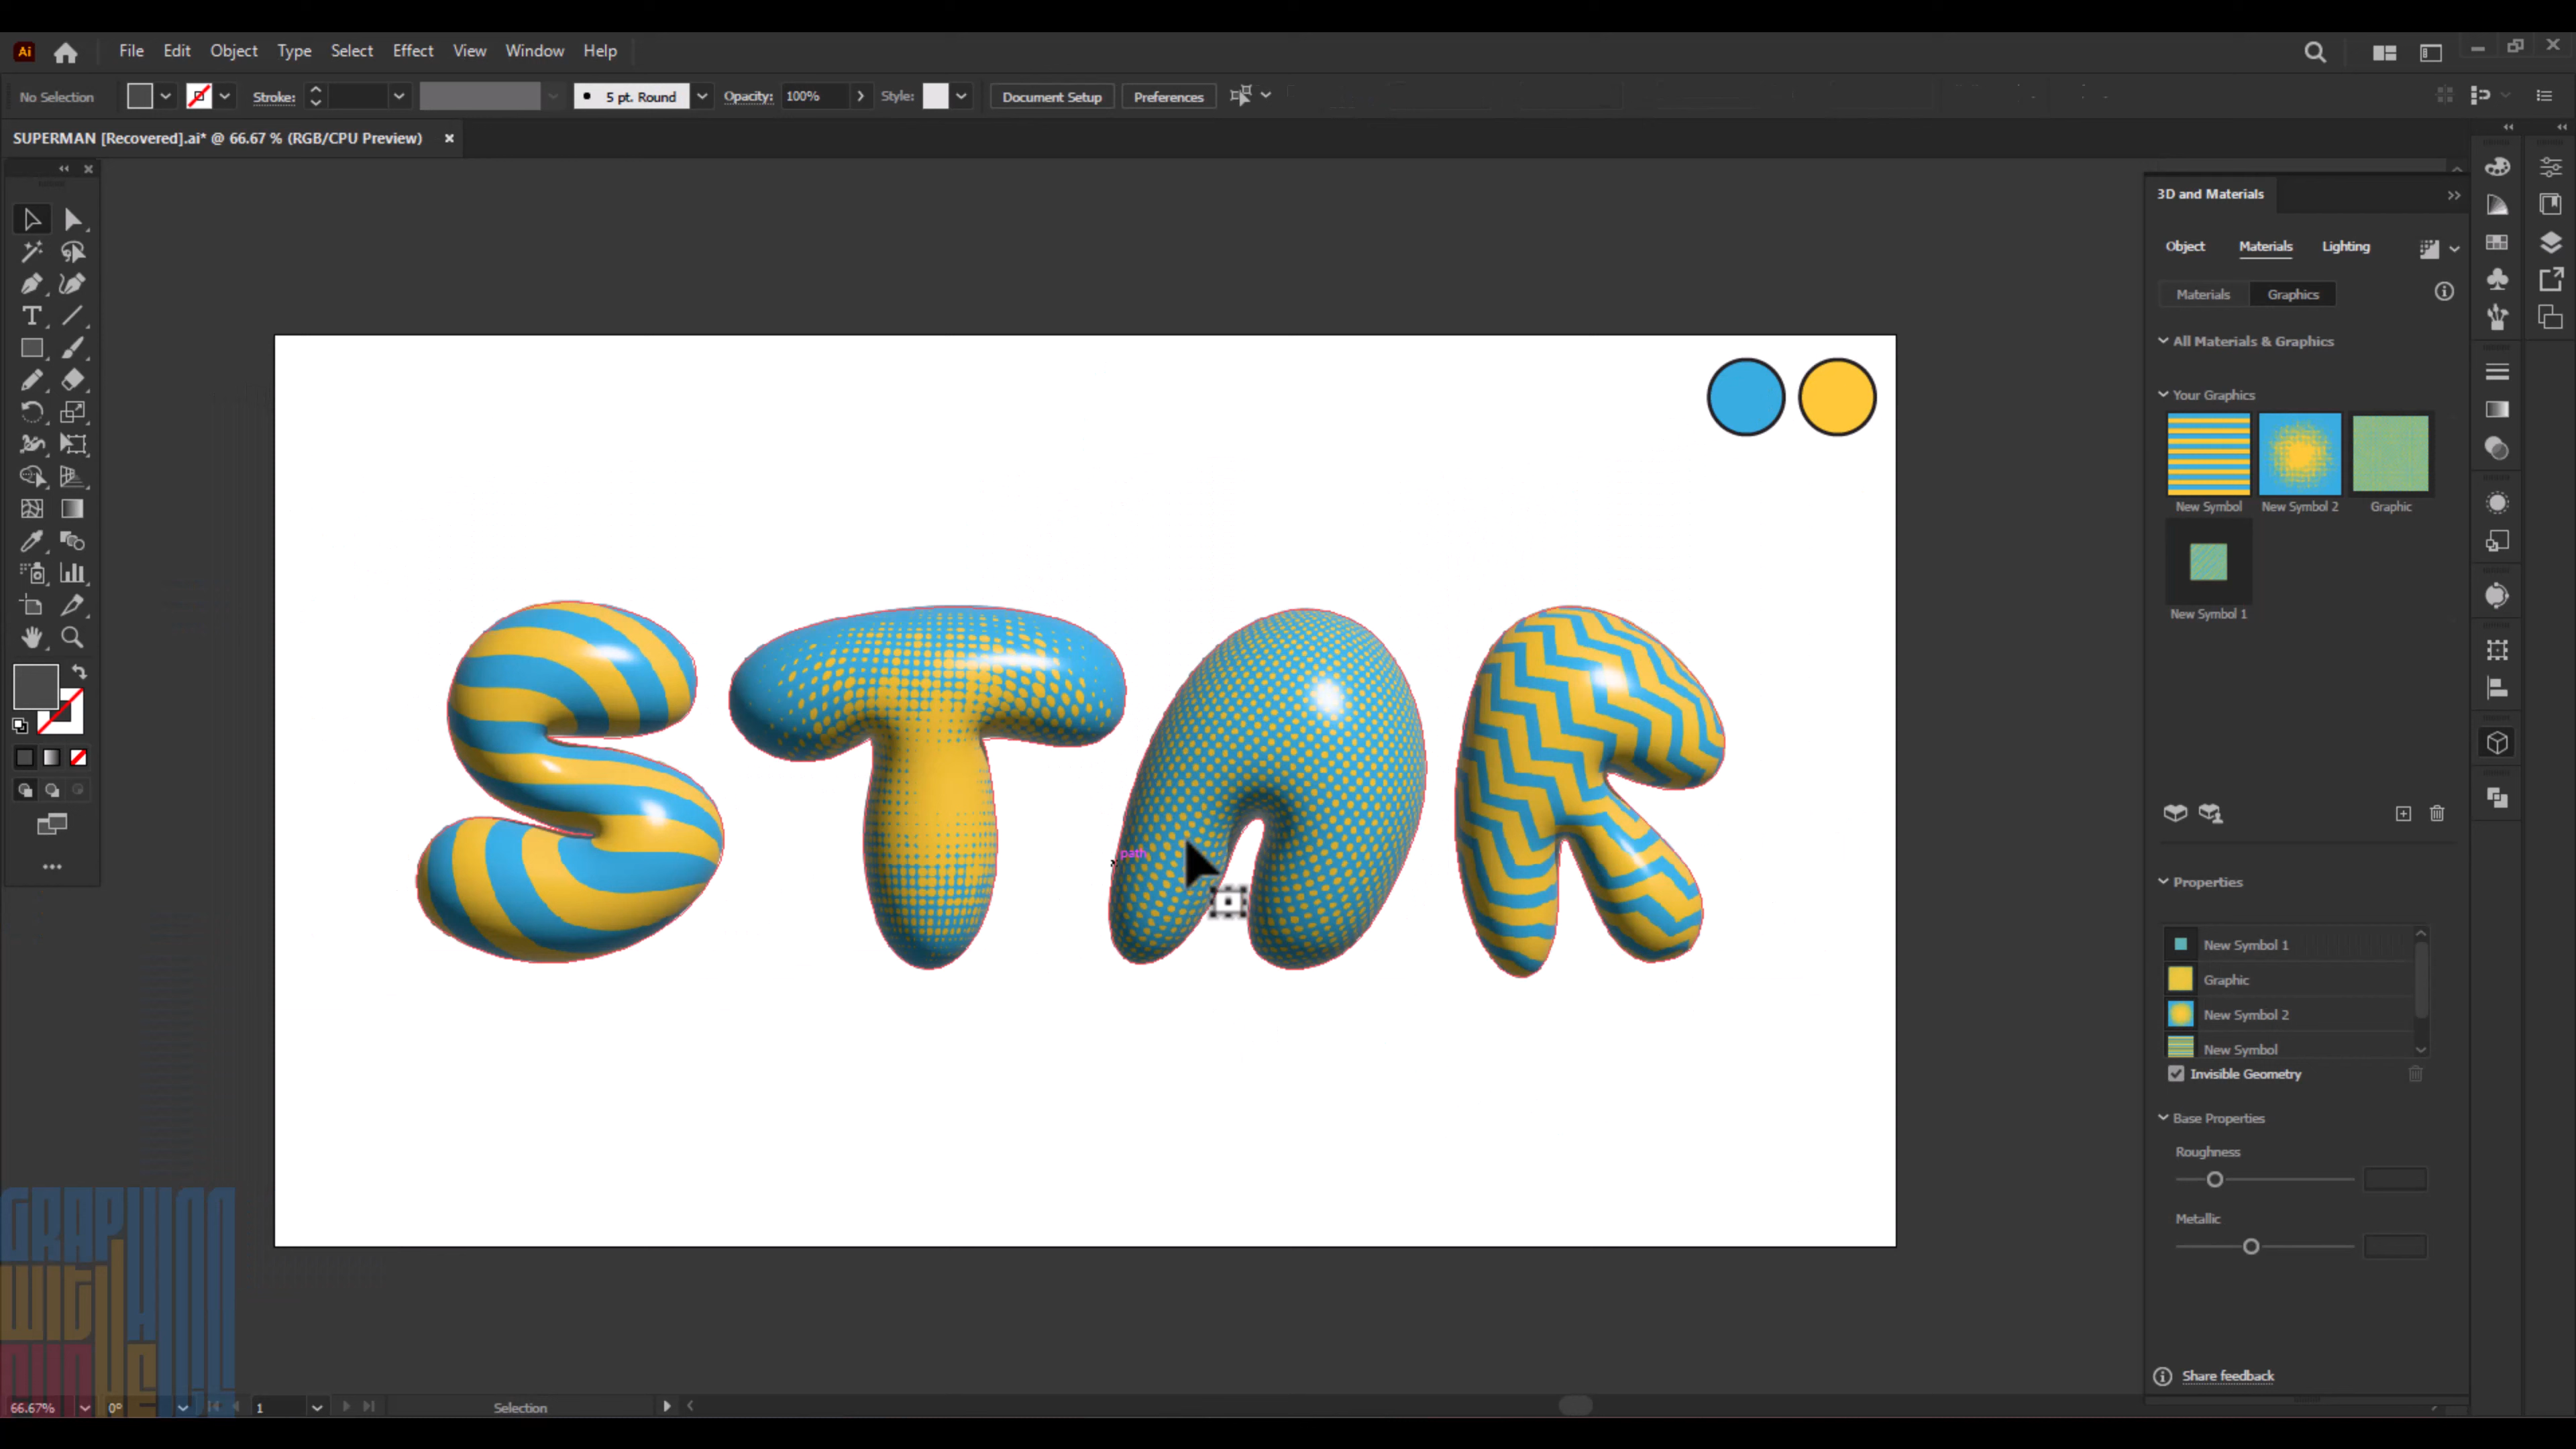 Ai File Edit Object Type Select Effect View Window Help
No Selection Stroke: 5 pt. Round Opacity: 100% Style: Document Setup Preferences
SUPERMAN [Recovered].ai* @ 66.67 % (RGB/CPU Preview)
3D and Materials
Object Materials Lighting
Materials Graphics
All Materials & Graphics
Your Graphics
New Symbol New Symbol 2 Graphic
New Symbol 1
STAR
path
Properties
New Symbol 1
Graphic
New Symbol 2
New Symbol
Invisible Geometry
Base Properties
Roughness
Metallic
Share feedback
66.67% 0° 1 Selection